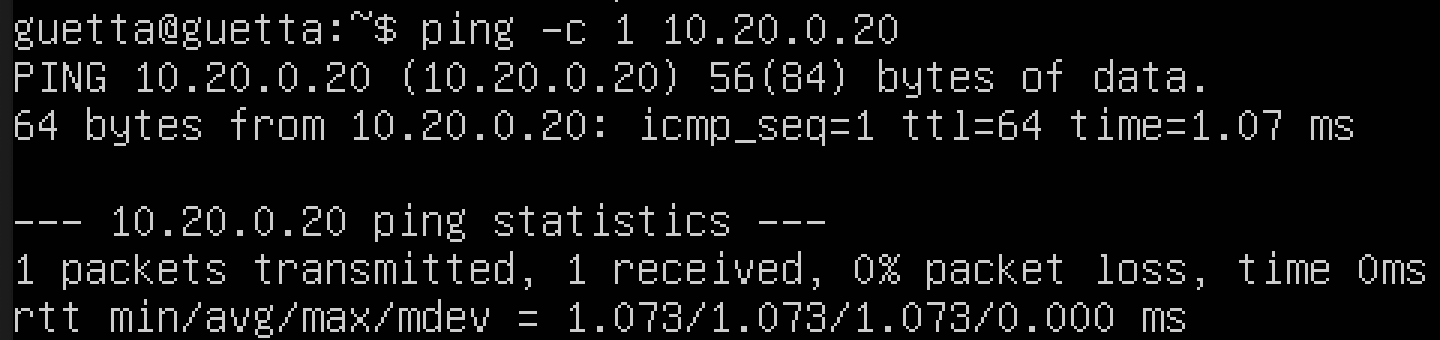 guetta@guetta:~$ ping -c 1 10.20.0.20
PING 10.20.0.20 (10.20.0.20) 56(84) bytes of data.
64 bytes from 10.20.0.20: icmp_seq=1 ttl=64 time=1.07 ms
--- 10.20.0.20 ping statistics ---
1 packets transmitted, 1 received, 0% packet loss, time 0ms
rtt min/avg/max/mdev = 1.073/1.073/1.073/0.000 ms